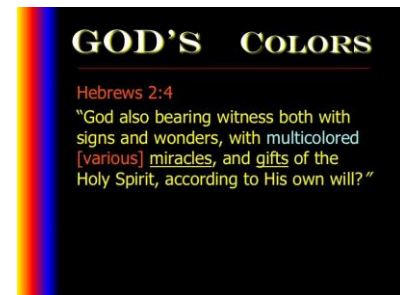 GOD'S COLORS
Hebrews 2:4
“God also bearing witness both with
signs and wonders, with multicolored
[various] miracles, and gifts of the
Holy Spirit, according to His own will?”